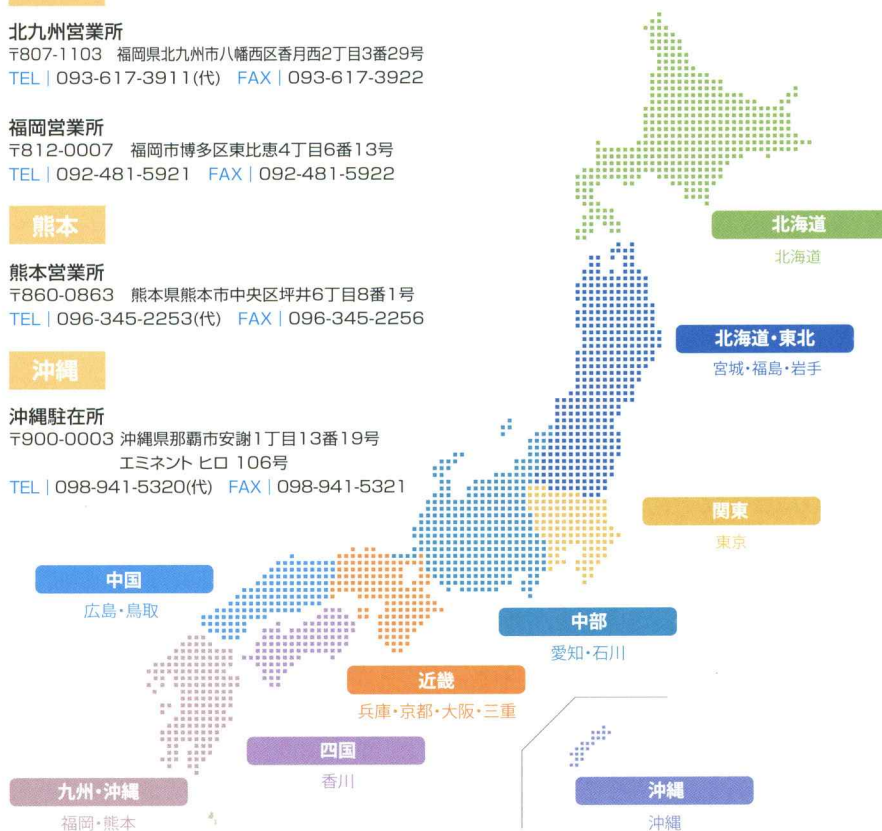 北九州営業所
〒807-1103 福岡県北九州市八幡西区香月西2丁目3番29号
TEL｜093-617-3911(代) FAX｜093-617-3922
福岡営業所
〒812-0007 福岡市博多区東比恵4丁目6番13号
TEL｜092-481-5921 FAX｜092-481-5922
熊本
熊本営業所
〒860-0863 熊本県熊本市中央区坪井6丁目8番1号
TEL｜096-345-2253(代) FAX｜096-345-2256
沖縄
沖縄駐在所
〒900-0003 沖縄県那覇市安謝1丁目13番19号
エミネント ヒロ 106号
TEL｜098-941-5320(代) FAX｜098-941-5321
北海道
北海道
北海道・東北
宮城・福島・岩手
関東
東京
中国
広島・鳥取
中部
愛知・石川
近畿
兵庫・京都・大阪・三重
四国
香川
九州・沖縄
福岡・熊本
沖縄
沖縄